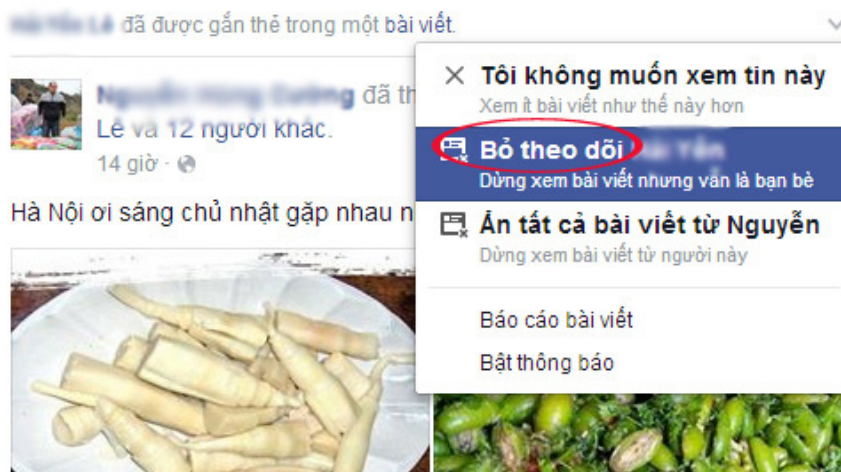 đã được gắn thẻ trong một bài viết.
đã th
Lê và 12 người khác.
14 giờ ·
Hà Nội ơi sáng chủ nhật gặp nhau n
Tôi không muốn xem tin này
Xem ít bài viết như thế này hơn
Bỏ theo dõi
Dừng xem bài viết nhưng vẫn là bạn bè
Ẩn tất cả bài viết từ Nguyễn
Dừng xem bài viết từ người này
Báo cáo bài viết
Bật thông báo